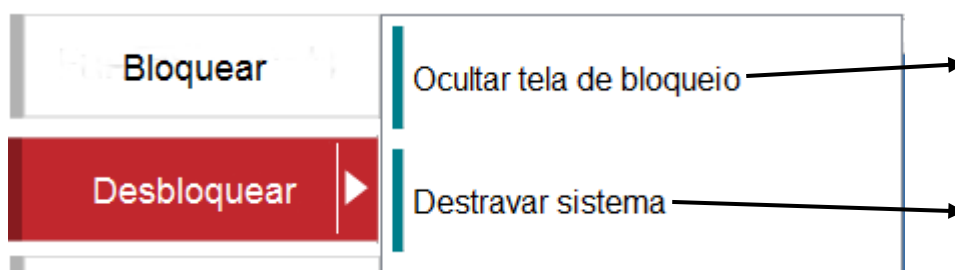 Bloquear
Ocultar tela de bloqueio
Desbloquear
Destravar sistema